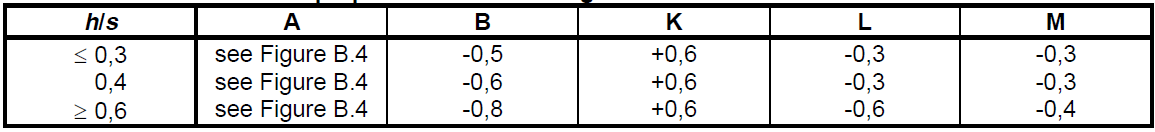 h/s A B K L M
≤ 0,3 see Figure B.4 -0,5 +0,6 -0,3 -0,3
0,4 see Figure B.4 -0,6 +0,6 -0,3 -0,3
≥ 0,6 see Figure B.4 -0,8 +0,6 -0,6 -0,4